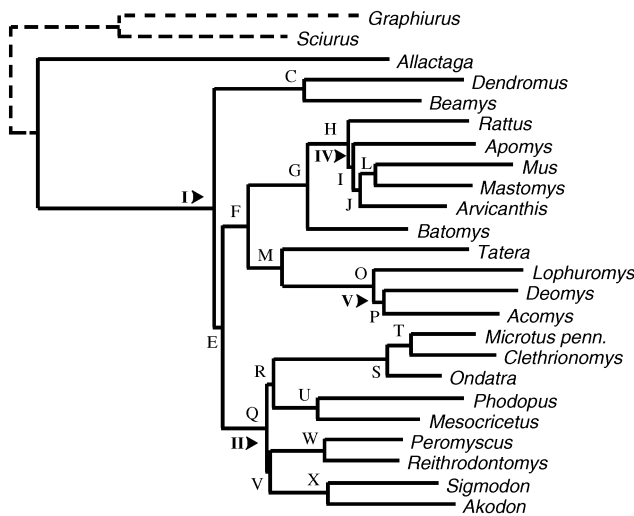 Graphiurus
Sciurus
Allactaga
C
Dendromus
Beamys
H
Rattus
IV
Apomys
G
I
L
Mus
Mastomys
J
Arvicanthis
I
F
Batomys
M
Tatera
O
Lophuromys
V
Deomys
P
Acomys
E
T
Microtus penn.
Clethrionomys
R
S
Ondatra
U
Phodopus
Q
Mesocricetus
II
W
Peromyscus
Reithrodontomys
V
X
Sigmodon
Akodon